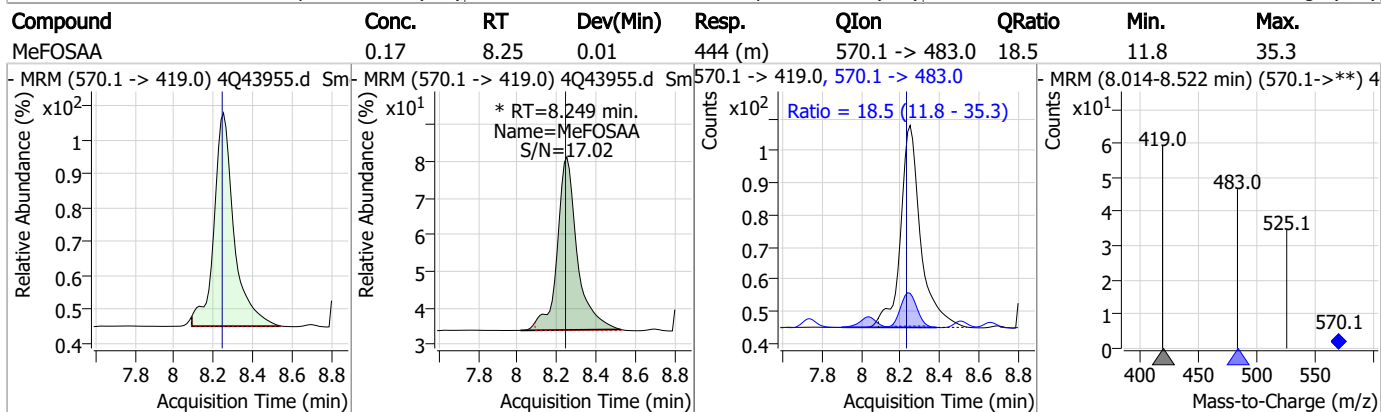 Compound Conc. RT Dev(Min) Resp. QIon QRatio Min. Max.
MeFOSAA 0.17 8.25 0.01 444 (m) 570.1 -> 483.0 18.5 11.8 35.3
- MRM (570.1 -> 419.0) 4Q43955.d Sm
Relative Abundance (%)
x10²
1
0.9
0.8
0.7
0.6
0.5
0.4
7.8 8 8.2 8.4 8.6 8.8
Acquisition Time (min)
- MRM (570.1 -> 419.0) 4Q43955.d Sm
Relative Abundance (%)
x10¹
* RT=8.249 min.
Name=MeFOSAA
S/N=17.02
8
7
6
5
4
3
7.8 8 8.2 8.4 8.6 8.8
Acquisition Time (min)
570.1 -> 419.0, 570.1 -> 483.0
Counts
x10²
Ratio = 18.5 (11.8 - 35.3)
1
0.9
0.8
0.7
0.6
0.5
0.4
7.8 8 8.2 8.4 8.6 8.8
Acquisition Time (min)
- MRM (8.014-8.522 min) (570.1->**) 4
Counts
x10¹
419.0
483.0
525.1
570.1
6
5
4
3
2
1
0
400 450 500 550
Mass-to-Charge (m/z)